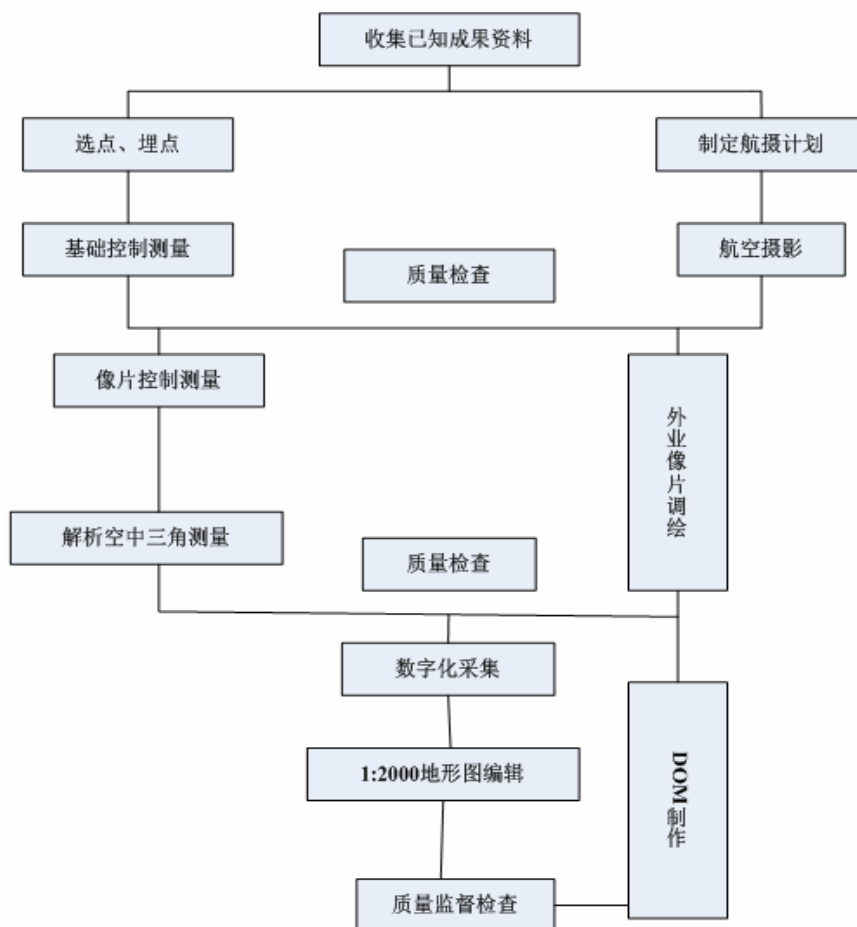 收集已知成果资料
选点、埋点
制定航摄计划
基础控制测量
质量检查
航空摄影
像片控制测量
外业像片调绘
解析空中三角测量
质量检查
数字化采集
1:2000地形图编辑
DOM制作
质量监督检查